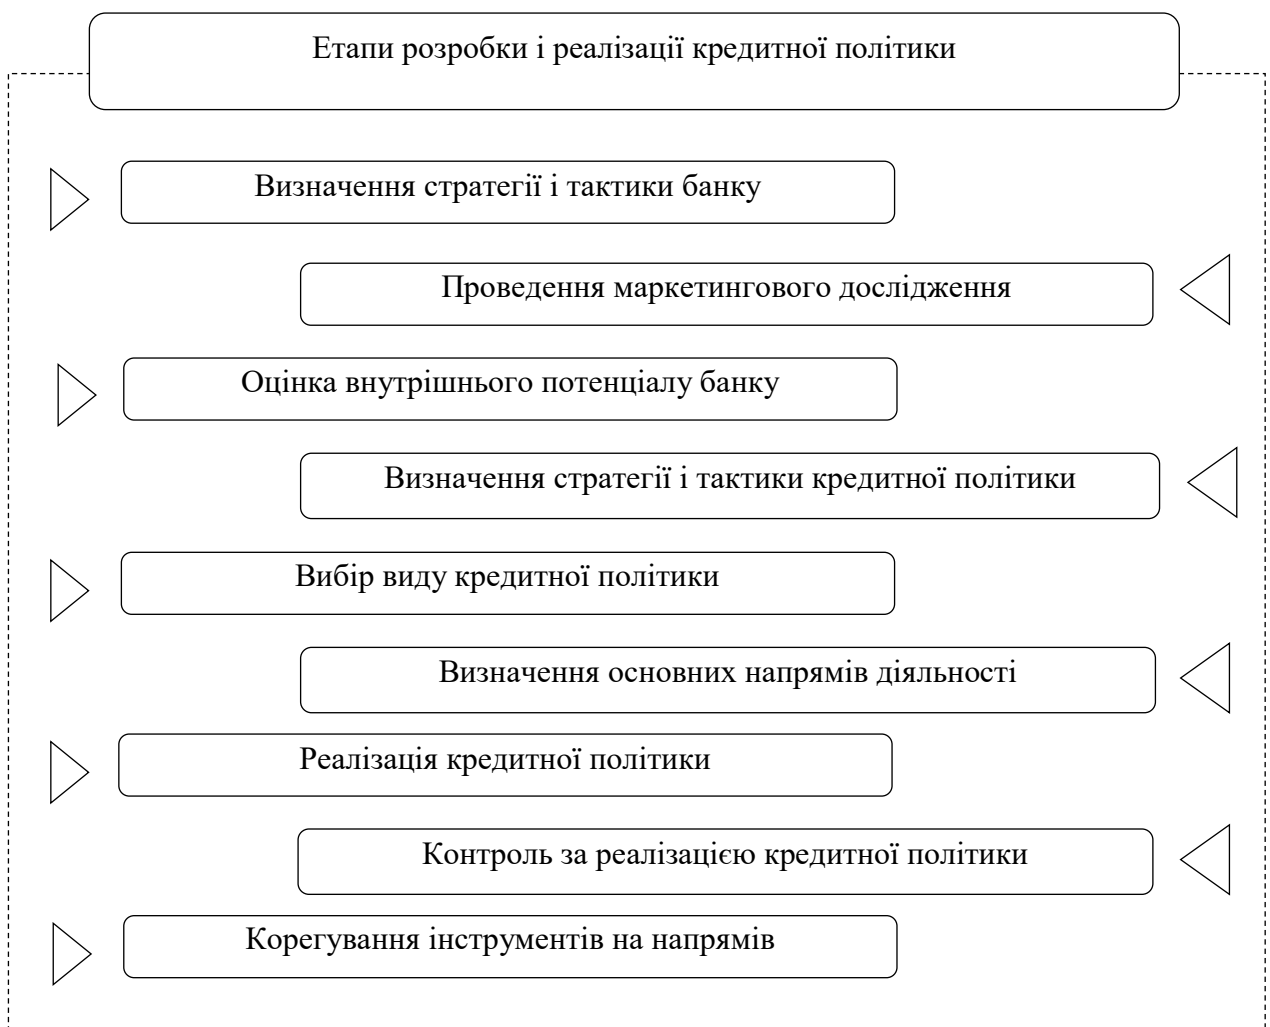 Етапи розробки і реалізації кредитної політики
Визначення стратегії і тактики банку
Проведення маркетингового дослідження
Оцінка внутрішнього потенціалу банку
Визначення стратегії і тактики кредитної політики
Вибір виду кредитної політики
Визначення основних напрямів діяльності
Реалізація кредитної політики
Контроль за реалізацією кредитної політики
Корегування інструментів на напрямів